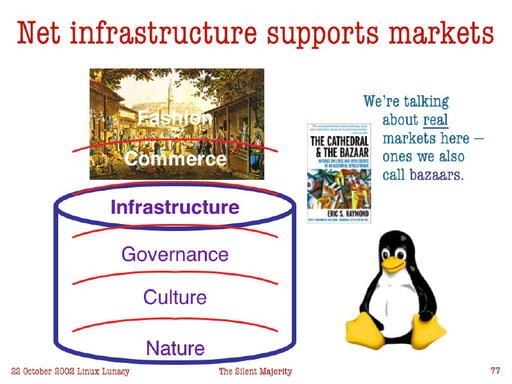 Net infrastructure supports markets
Fashion
Commerce
Infrastructure
Governance
Culture
Nature
We're talking
about real
markets here –
ones we also
call bazaars.
THE CATHEDRAL
& THE BAZAAR
ERIC S. RAYMOND
22 October 2002 Linux Lunacy
The Silent Majority
77